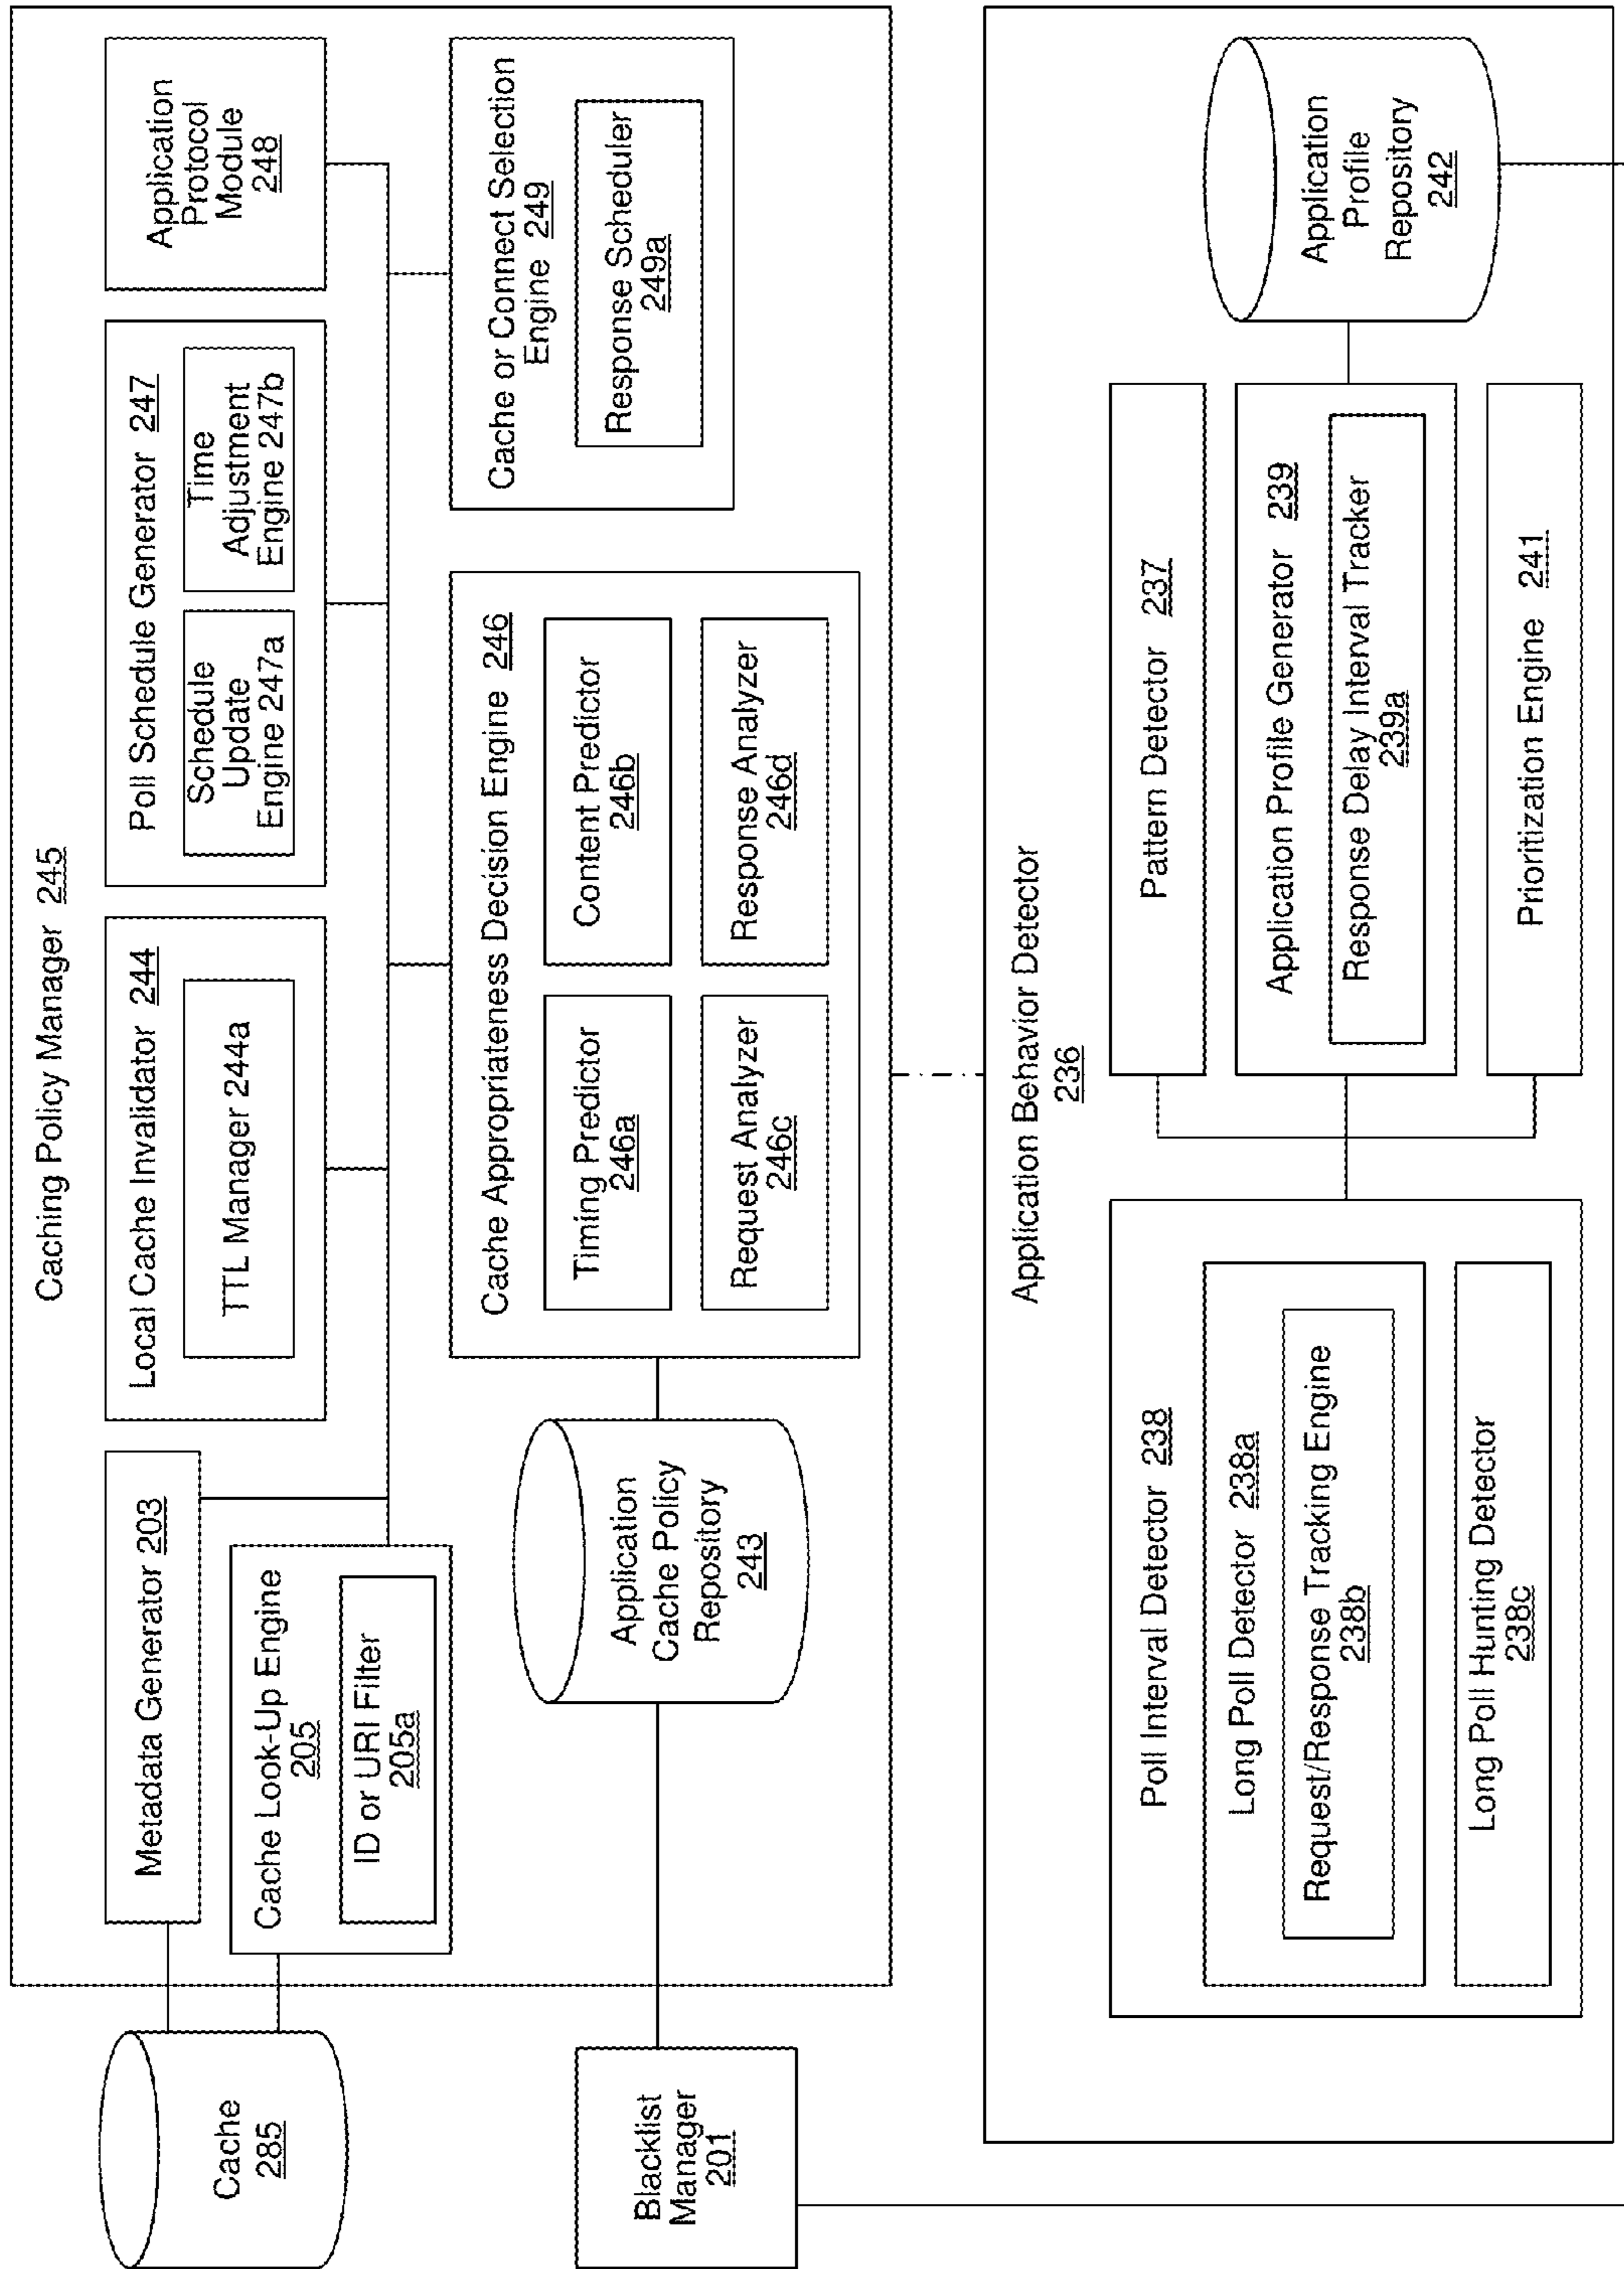 Caching Policy Manager 245
Cache
285
Metadata Generator 203
Cache Look-Up Engine
205
ID or URI Filter
205a
Local Cache Invalidator 244
TTL Manager 244a
Poll Schedule Generator 247
Schedule
Update
Engine 247a
Time
Adjustment
Engine 247b
Application
Protocol
Module
248
Blacklist
Manager
201
Application
Cache Policy
Repository
243
Cache Appropriateness Decision Engine 246
Timing Predictor
246a
Content Predictor
246b
Request Analyzer
246c
Response Analyzer
246d
Cache or Connect Selection
Engine 249
Response Scheduler
249a
Application Behavior Detector
236
Poll Interval Detector 238
Long Poll Detector 238a
Request/Response Tracking Engine
238b
Long Poll Hunting Detector
238c
Pattern Detector 237
Application Profile Generator 239
Response Delay Interval Tracker
239a
Prioritization Engine 241
Application
Profile
Repository
242